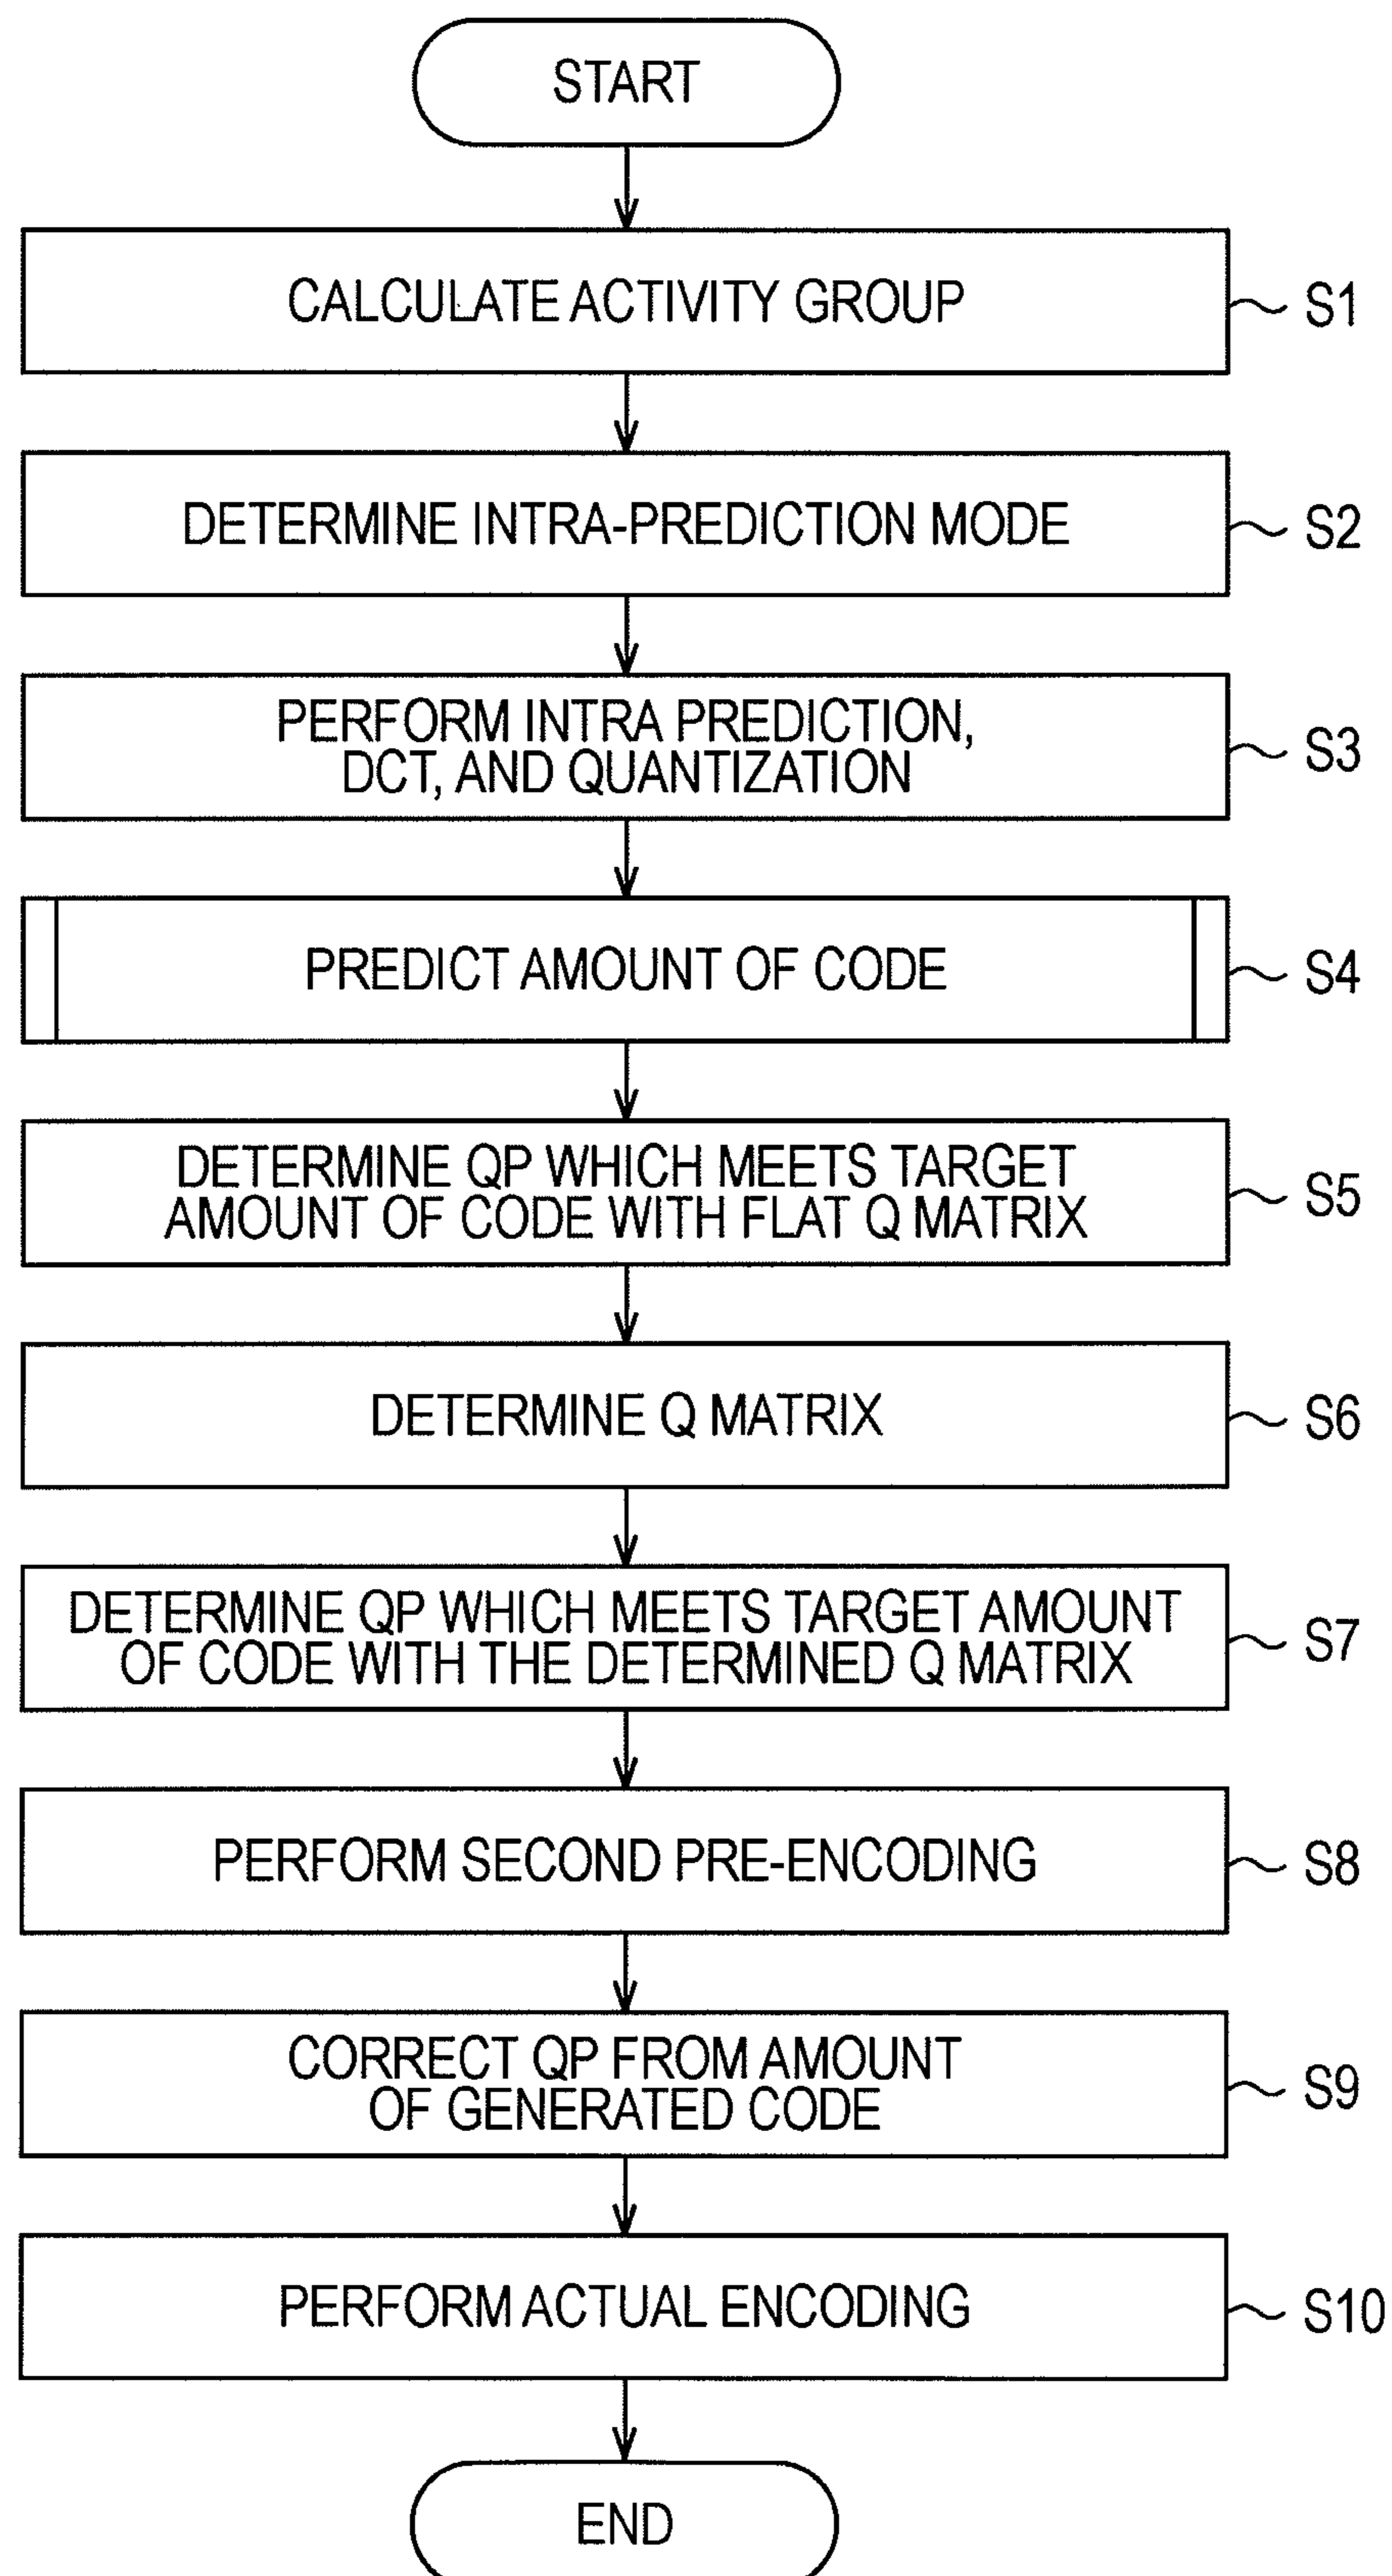 START
CALCULATE ACTIVITY GROUP
S1
DETERMINE INTRA-PREDICTION MODE
S2
PERFORM INTRA PREDICTION,
DCT, AND QUANTIZATION
S3
PREDICT AMOUNT OF CODE
S4
DETERMINE QP WHICH MEETS TARGET
AMOUNT OF CODE WITH FLAT Q MATRIX
S5
DETERMINE Q MATRIX
S6
DETERMINE QP WHICH MEETS TARGET AMOUNT
OF CODE WITH THE DETERMINED Q MATRIX
S7
PERFORM SECOND PRE-ENCODING
S8
CORRECT QP FROM AMOUNT
OF GENERATED CODE
S9
PERFORM ACTUAL ENCODING
S10
END